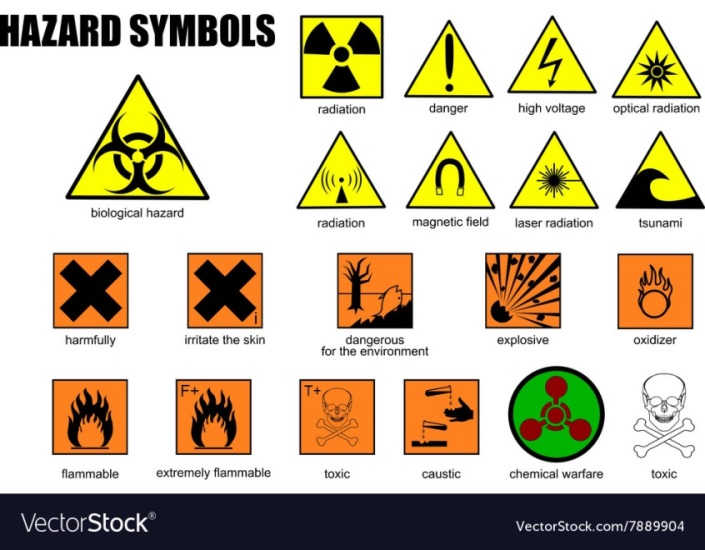 HAZARD SYMBOLS
radiation
danger
high voltage
optical radiation
biological hazard
radiation
magnetic field
laser radiation
tsunami
harmfully
i
irritate the skin
dangerous
for the environment
explosive
oxidizer
flammable
F+
extremely flammable
T+
toxic
caustic
chemical warfare
toxic
VectorStock®
VectorStock.com/7889904